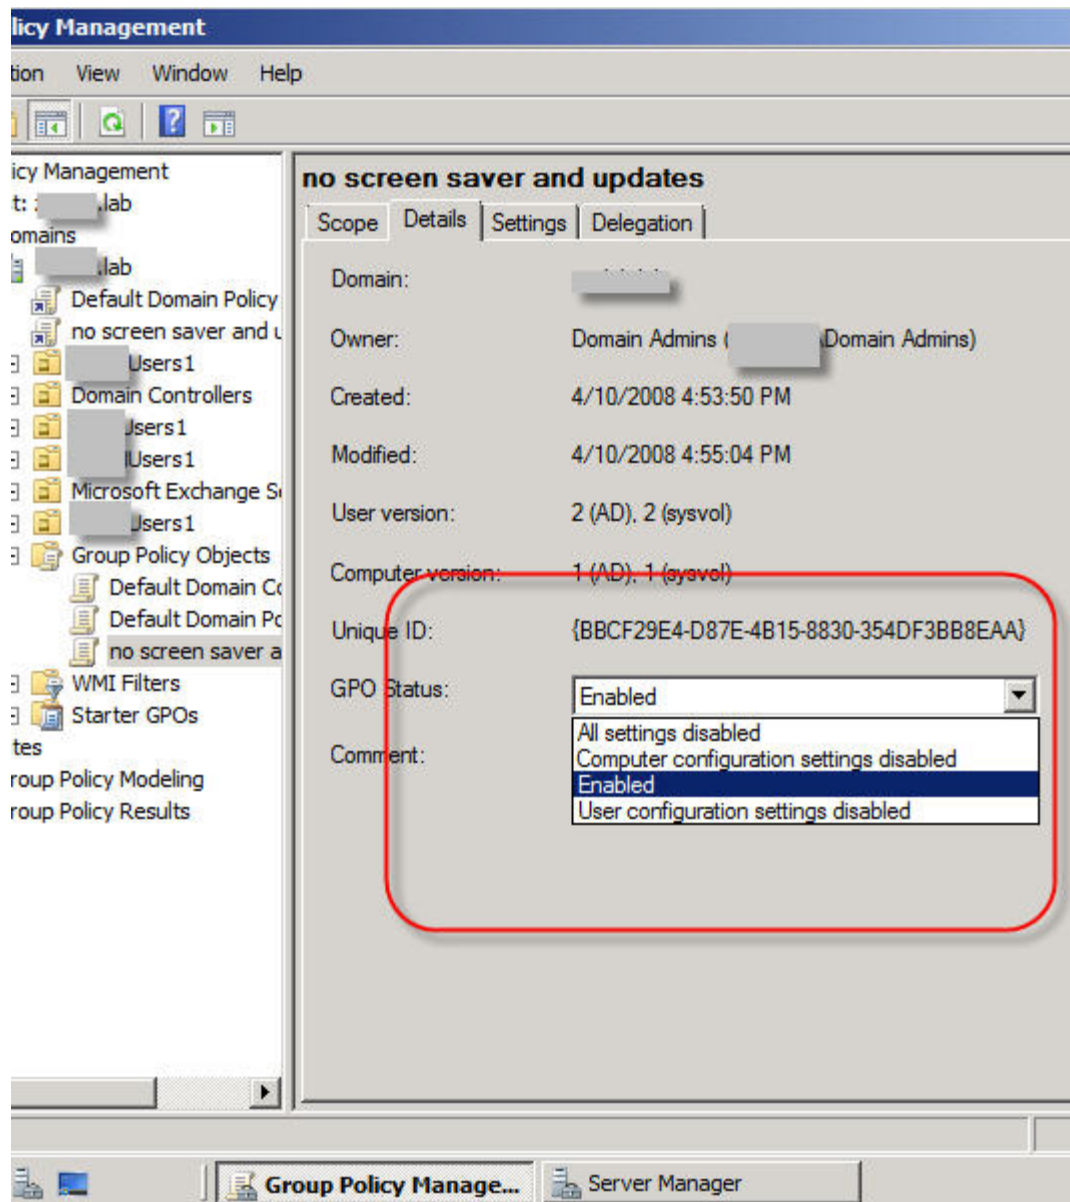 licy Management
tion View Window Help
icy Management
t: .lab
omains
.lab
Default Domain Policy
no screen saver and u
Users1
Domain Controllers
Users1
Users1
Microsoft Exchange S
Users1
Group Policy Objects
Default Domain Co
Default Domain Po
no screen saver a
WMI Filters
Starter GPOs
tes
roup Policy Modeling
roup Policy Results
no screen saver and updates
Scope Details Settings Delegation
Domain:
Owner: Domain Admins ( \Domain Admins)
Created: 4/10/2008 4:53:50 PM
Modified: 4/10/2008 4:55:04 PM
User version: 2 (AD), 2 (sysvol)
Computer version: 1 (AD), 1 (sysvol)
Unique ID: {BBCF29E4-D87E-4B15-8830-354DF3BB8EAA}
GPO Status: Enabled
All settings disabled
Computer configuration settings disabled
Enabled
User configuration settings disabled
Comment:
Group Policy Manage... Server Manager